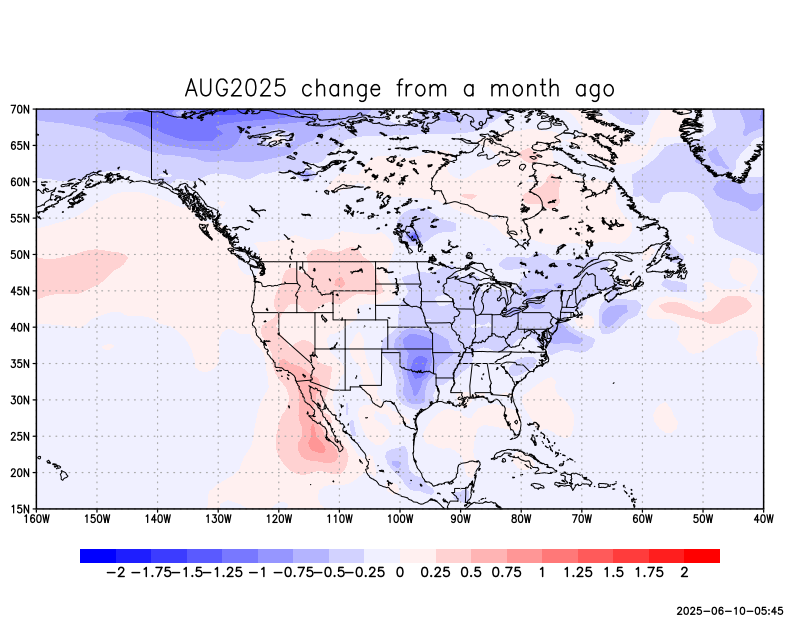 AUG2025 change from a month ago
70N
65N
60N
55N
50N
45N
40N
35N
30N
25N
20N
15N
160W 150W 140W 130W 120W 110W 100W 90W 80W 70W 60W 50W 40W
−2 −1.75 −1.5 −1.25 −1 −0.75 −0.5 −0.25 0 0.25 0.5 0.75 1 1.25 1.5 1.75 2
2025-06-10-05:45